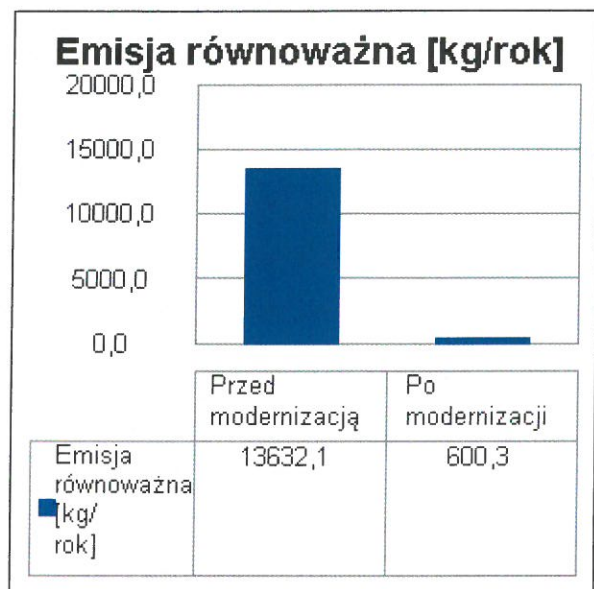 Emisja równoważna [kg/rok]
20000,0
15000,0
10000,0
5000,0
0,0
Przed
modernizacją
Po
modernizacji
Emisja
równoważna
[kg/
rok]
13632,1
600,3